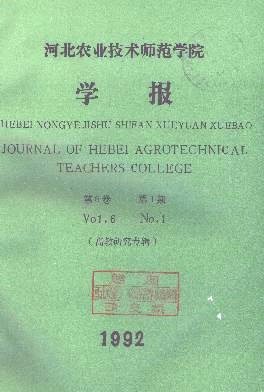 河北农业技术师范学院
学报
HEBEI NONGYEJISHU SHIFAN XUEYUAN XUEBAO
JOURNAL OF HEBEI AGROTECHNICAL
TEACHERS COLLEGE
第6卷 第1期
Vol.6 No.1
(高教研究专辑)
1992